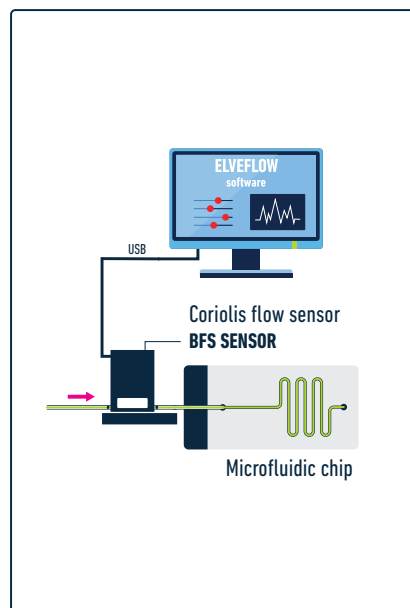 ELVEFLOW
software
USB
Coriolis flow sensor
BFS SENSOR
Microfluidic chip